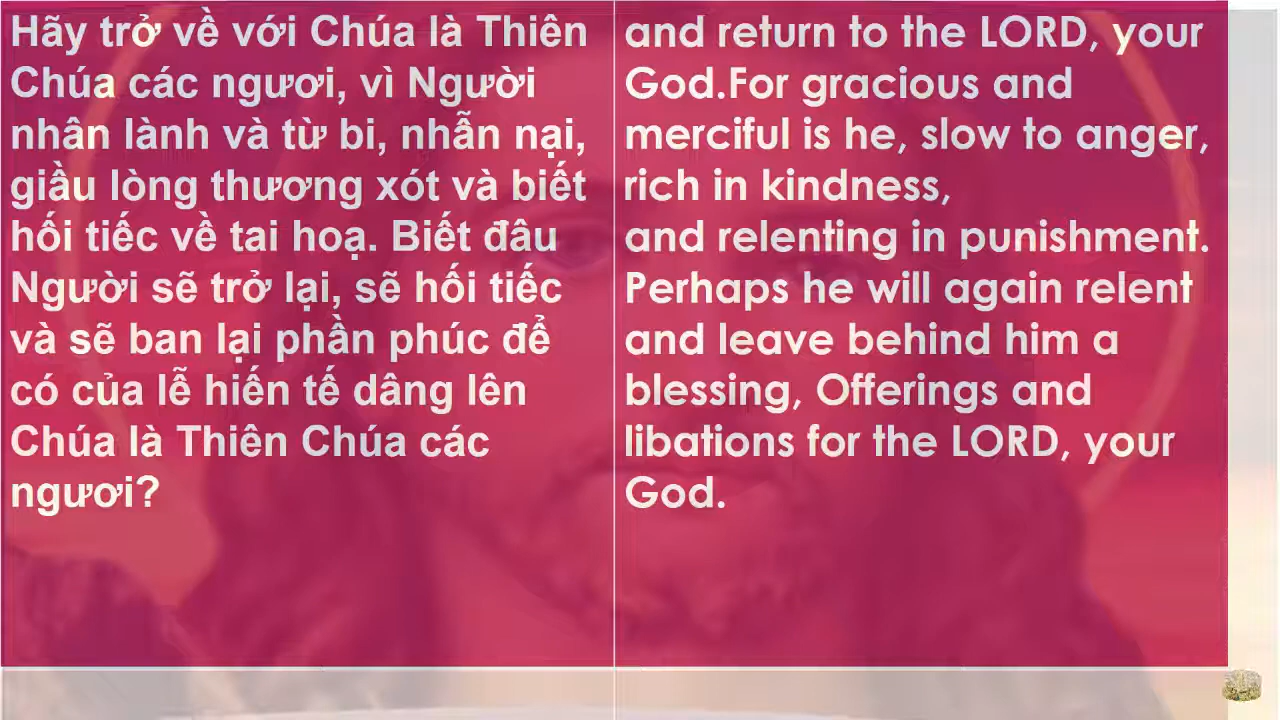 Hãy trở về với Chúa là Thiên
Chúa các ngươi, vì Người
nhân lành và từ bi, nhẫn nại,
giầu lòng thương xót và biết
hối tiếc về tai hoạ. Biết đâu
Người sẽ trở lại, sẽ hối tiếc
và sẽ ban lại phần phúc để
có của lễ hiến tế dâng lên
Chúa là Thiên Chúa các
ngươi?
and return to the LORD, your
God.For gracious and
merciful is he, slow to anger,
rich in kindness,
and relenting in punishment.
Perhaps he will again relent
and leave behind him a
blessing, Offerings and
libations for the LORD, your
God.